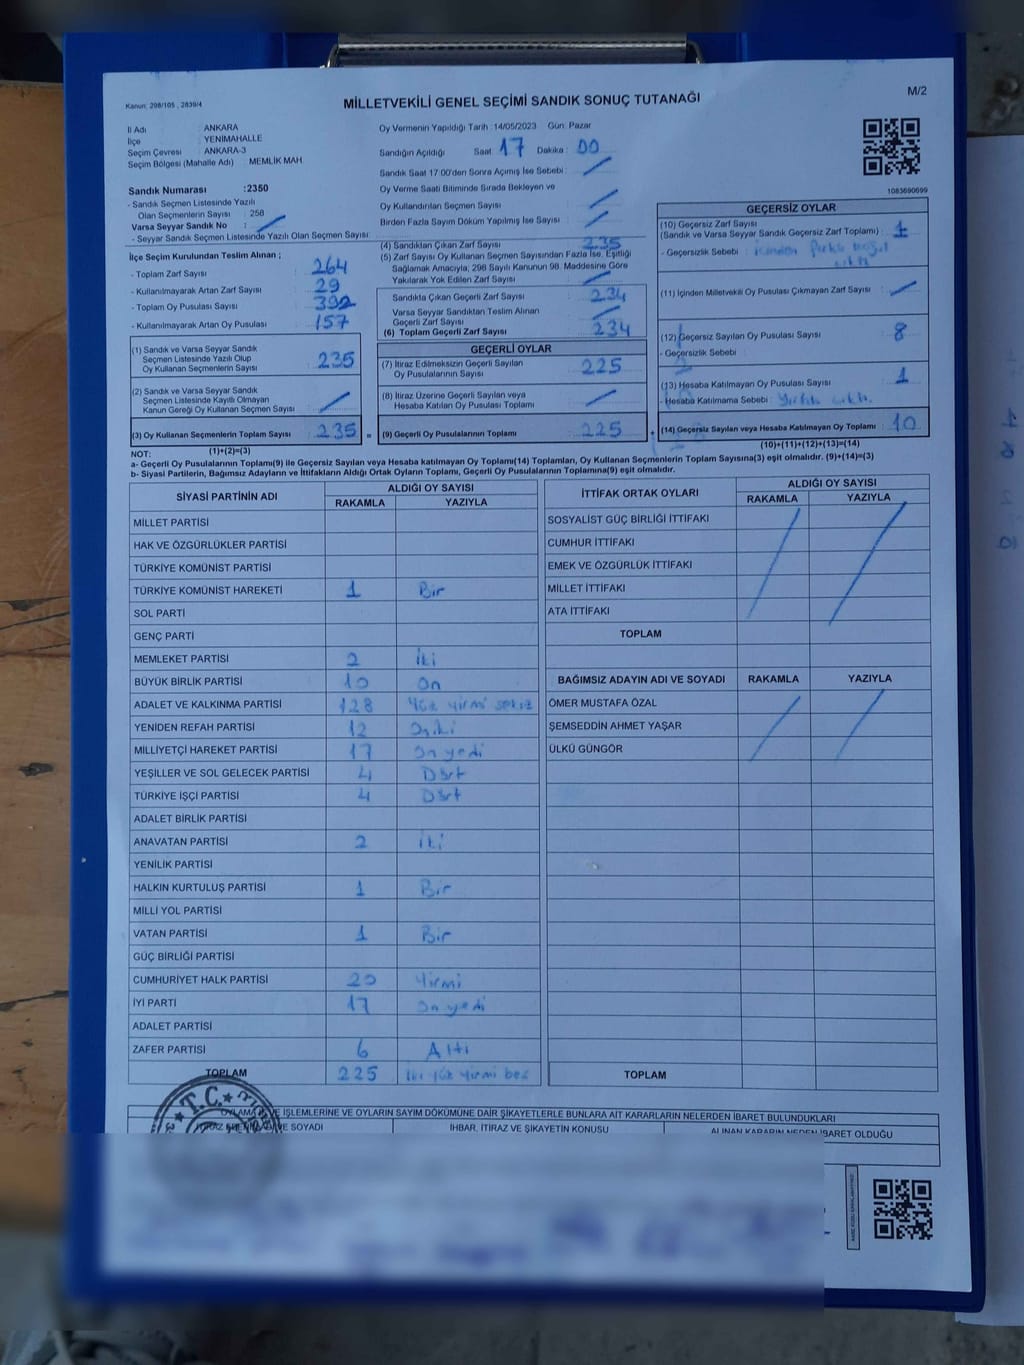 Kanun: 298/105 , 2839/4
MİLLETVEKİLİ GENEL SEÇİMİ SANDIK SONUÇ TUTANAĞI
M/2
İl Adı : ANKARA
İlçe : YENİMAHALLE
Seçim Çevresi : ANKARA-3
Seçim Bölgesi (Mahalle Adı) : MEMLİK MAH.
Sandık Numarası :2350
- Sandık Seçmen Listesinde Yazılı
Olan Seçmenlerin Sayısı : 258
Varsa Seyyar Sandık No :
- Seyyar Sandık Seçmen Listesinde Yazılı Olan Seçmen Sayısı:
İlçe Seçim Kurulundan Teslim Alınan ;
- Toplam Zarf Sayısı : 264
- Kullanılmayarak Artan Zarf Sayısı : 29
- Toplam Oy Pusulası Sayısı : 392
- Kullanılmayarak Artan Oy Pusulası : 157
Oy Vermenin Yapıldığı Tarih :14/05/2023 Gün: Pazar
Sandığın Açıldığı Saat: 17 Dakika : 00
Sandık Saat 17:00'den Sonra Açılmış İse Sebebi :
Oy Verme Saati Bitiminde Sırada Bekleyen ve
Oy Kullandırılan Seçmen Sayısı :
Birden Fazla Sayım Döküm Yapılmış İse Sayısı :
(4) Sandıktan Çıkan Zarf Sayısı : 235
(5) Zarf Sayısı Oy Kullanan Seçmen Sayısından Fazla İse, Eşitliği
Sağlamak Amacıyla, 298 Sayılı Kanunun 98. Maddesine Göre
Yakılarak Yok Edilen Zarf Sayısı :
Sandıkta Çıkan Geçerli Zarf Sayısı : 234
Varsa Seyyar Sandıktan Teslim Alınan
Geçerli Zarf Sayısı :
(6) Toplam Geçerli Zarf Sayısı : 234
1083690699
GEÇERSİZ OYLAR
(10) Geçersiz Zarf Sayısı
(Sandık ve Varsa Seyyar Sandık Geçersiz Zarf Toplamı) : 1
- Geçersizlik Sebebi :
(11) İçinden Milletvekili Oy Pusulası Çıkmayan Zarf Sayısı :
(12) Geçersiz Sayılan Oy Pusulası Sayısı : 8
- Geçersizlik Sebebi :
(13) Hesaba Katılmayan Oy Pusulası Sayısı : 1
- Hesaba Katılmama Sebebi : Yırtık çıktı.
(14) Geçersiz Sayılan veya Hesaba Katılmayan Oy Toplamı : 10
(10)+(11)+(12)+(13)=(14)
(1) Sandık ve Varsa Seyyar Sandık
Seçmen Listesinde Yazılı Olup
Oy Kullanan Seçmenlerin Sayısı : 235
(2) Sandık ve Varsa Seyyar Sandık
Seçmen Listesinde Kayıtlı Olmayan
Kanun Gereği Oy Kullanan Seçmen Sayısı :
(3) Oy Kullanan Seçmenlerin Toplam Sayısı : 235 =
(1)+(2)=(3)
GEÇERLİ OYLAR
(7) İtiraz Edilmeksizin Geçerli Sayılan
Oy Pusulalarının Sayısı : 225
(8) İtiraz Üzerine Geçerli Sayılan veya
Hesaba Katılan Oy Pusulası Toplamı :
(9) Geçerli Oy Pusulalarının Toplamı : 225 +
NOT:
a- Geçerli Oy Pusulalarının Toplamı(9) ile Geçersiz Sayılan veya Hesaba katılmayan Oy Toplamı(14) Toplamları, Oy Kullanan Seçmenlerin Toplam Sayısına(3) eşit olmalıdır. (9)+(14)=(3)
b- Siyasi Partilerin, Bağımsız Adayların ve İttifakların Aldığı Ortak Oyların Toplamı, Geçerli Oy Pusulalarının Toplamına(9) eşit olmalıdır.
SİYASİ PARTİNİN ADI ALDIĞI OY SAYISI
RAKAMLA YAZIYLA
MİLLET PARTİSİ
HAK VE ÖZGÜRLÜKLER PARTİSİ
TÜRKİYE KOMÜNİST PARTİSİ
TÜRKİYE KOMÜNİST HAREKETİ 1 Bir
SOL PARTİ
GENÇ PARTİ
MEMLEKET PARTİSİ 2 İki
BÜYÜK BİRLİK PARTİSİ 10 On
ADALET VE KALKINMA PARTİSİ 128 Yüz yirmi sekiz
YENİDEN REFAH PARTİSİ 12 Oniki
MİLLİYETÇİ HAREKET PARTİSİ 17 Onyedi
YEŞİLLER VE SOL GELECEK PARTİSİ 4 Dört
TÜRKİYE İŞÇİ PARTİSİ 4 Dört
ADALET BİRLİK PARTİSİ
ANAVATAN PARTİSİ 2 İki
YENİLİK PARTİSİ
HALKIN KURTULUŞ PARTİSİ 1 Bir
MİLLİ YOL PARTİSİ
VATAN PARTİSİ 1 Bir
GÜÇ BİRLİĞİ PARTİSİ
CUMHURİYET HALK PARTİSİ 20 Yirmi
İYİ PARTİ 17 Onyedi
ADALET PARTİSİ
ZAFER PARTİSİ 6 Altı
TOPLAM 225 İki yüz yirmi beş
İTTİFAK ORTAK OYLARI ALDIĞI OY SAYISI
RAKAMLA YAZIYLA
SOSYALİST GÜÇ BİRLİĞİ İTTİFAKI
CUMHUR İTTİFAKI
EMEK VE ÖZGÜRLÜK İTTİFAKI
MİLLET İTTİFAKI
ATA İTTİFAKI
TOPLAM
BAĞIMSIZ ADAYIN ADI VE SOYADI RAKAMLA YAZIYLA
ÖMER MUSTAFA ÖZAL
ŞEMSEDDİN AHMET YAŞAR
ÜLKÜ GÜNGÖR
TOPLAM
T.C.
İŞLEMLERİNE VE OYLARIN SAYIM DÖKÜMÜNE DAİR ŞİKAYETLERLE BUNLARA AİT KARARLARIN NELERDEN İBARET BULUNDUKLARI
VE SOYADI İHBAR, İTİRAZ VE ŞİKAYETİN KONUSU ALINAN KARARIN NEDEN İBARET OLDUĞU